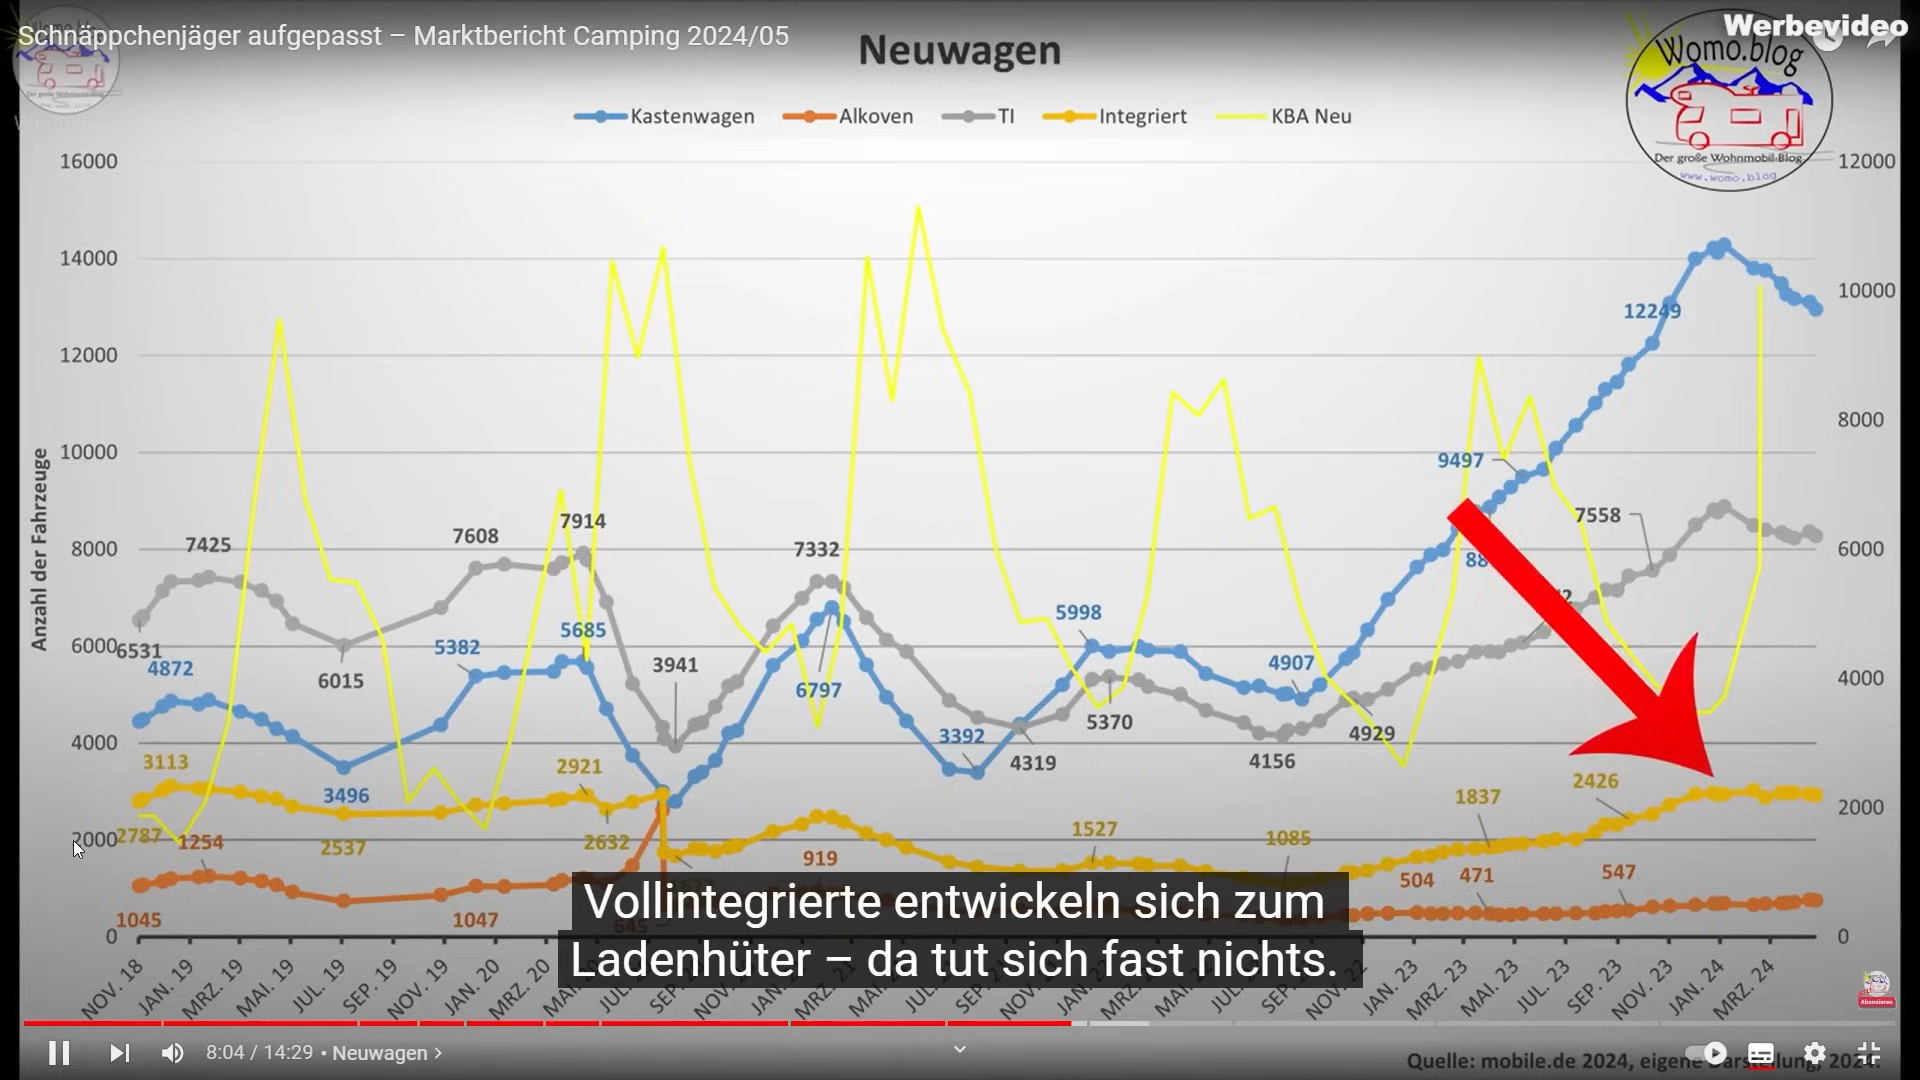 Schnäppchenjäger aufgepasst – Marktbericht Camping 2024/05
Neuwagen
Werbevideo
Womo.blog
Der große Wohnmobil-Blog
www.womo.blog
Kastenwagen
Alkoven
TI
Integriert
KBA Neu
16000
14000
12000
10000
8000
6000
4000
2000
0
Anzahl der Fahrzeuge
12000
10000
8000
6000
4000
2000
0
7425
7608
7914
7332
7558
12249
9497
6531
4872
6015
5382
5685
3941
6797
5998
4907
3392
4319
5370
4156
4929
3113
3496
2921
2787
1254
2537
2632
919
1527
1085
1837
2426
1045
1047
645
504
471
547
NOV. 18
JAN. 19
MRZ. 19
MAI. 19
JUL. 19
SEP. 19
NOV. 19
JAN. 20
MRZ. 20
NOV. 22
JAN. 23
MRZ. 23
MAI. 23
JUL. 23
SEP. 23
NOV. 23
JAN. 24
MRZ. 24
Vollintegrierte entwickeln sich zum
Ladenhüter – da tut sich fast nichts.
Abonnieren
8:04 / 14:29 • Neuwagen
Quelle: mobile.de 2024, eigene Darstellung, 2024.